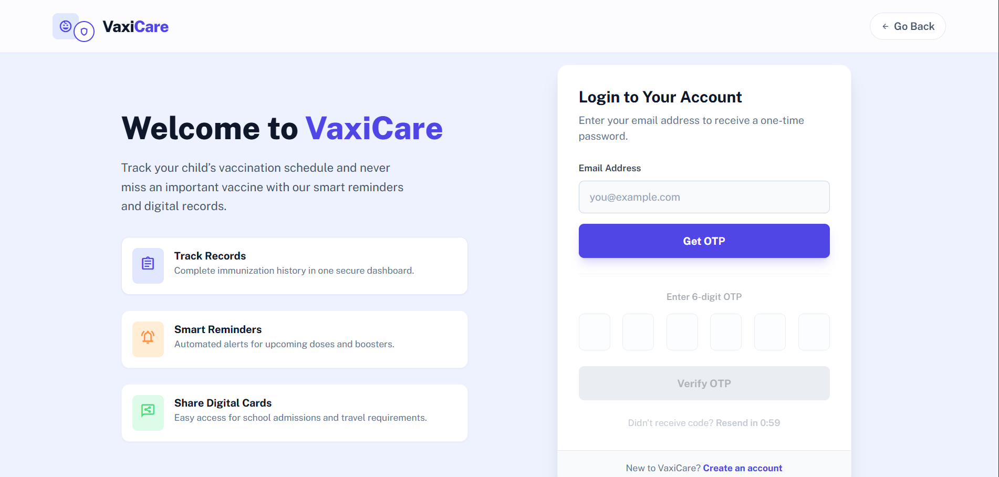 VaxiCare
Go Back
Welcome to VaxiCare
Track your child’s vaccination schedule and never
miss an important vaccine with our smart reminders
and digital records.
Track Records
Complete immunization history in one secure dashboard.
Smart Reminders
Automated alerts for upcoming doses and boosters.
Share Digital Cards
Easy access for school admissions and travel requirements.
Login to Your Account
Enter your email address to receive a one-time
password.
Email Address
you@example.com
Get OTP
Enter 6-digit OTP
Verify OTP
Didn't receive code? Resend in 0:59
New to VaxiCare? Create an account